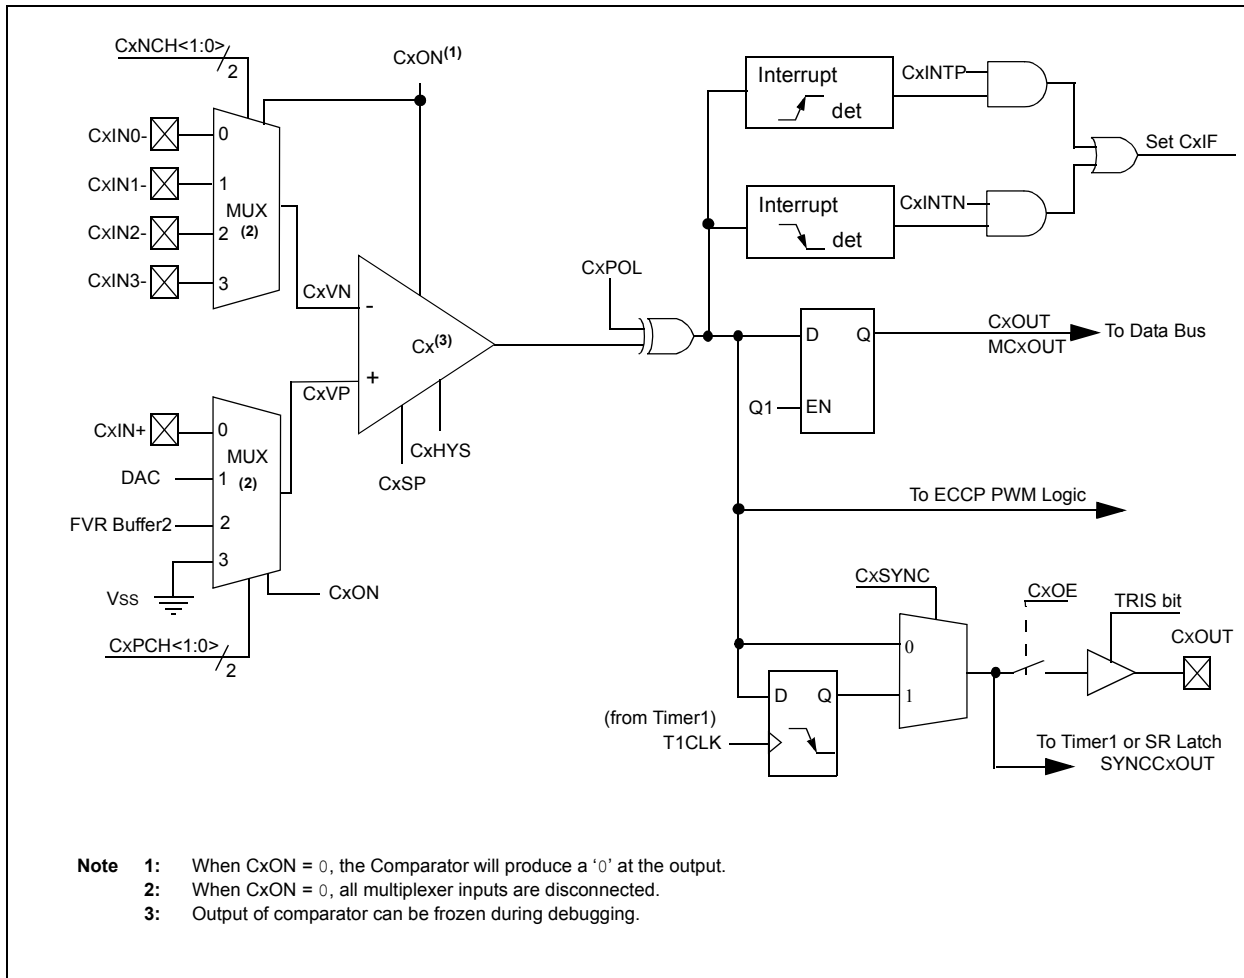 CxNCH<1:0>
2
CxON(1)
CxIN0-
0
CxIN1-
1
MUX
(2)
CxIN2-
2
CxIN3-
3
CxVN
-
Cx(3)
CxVP
+
CxHYS
CxSP
CxIN+
0
MUX
(2)
DAC
1
FVR Buffer2
2
3
VSS
CxON
CxPCH<1:0>
2
CxPOL
Interrupt
det
CxINTP
Interrupt
det
CxINTN
Set CxIF
D
Q
Q1
EN
CxOUT
MCxOUT
To Data Bus
To ECCP PWM Logic
CxSYNC
0
1
D
Q
(from Timer1)
T1CLK
CxOE
TRIS bit
CxOUT
To Timer1 or SR Latch
SYNCCxOUT
Note 1: When CxON = 0, the Comparator will produce a ‘0’ at the output.
2: When CxON = 0, all multiplexer inputs are disconnected.
3: Output of comparator can be frozen during debugging.